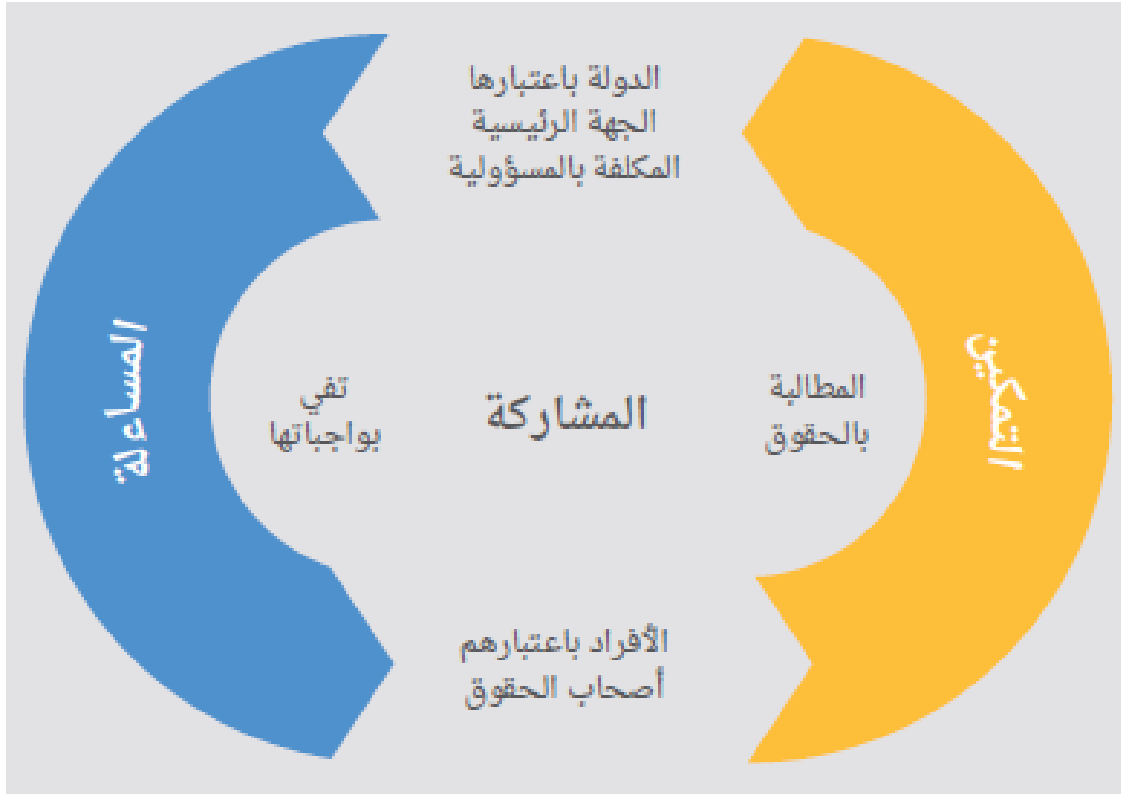 الدولة باعتبارها
الجهة الرئيسية
المكلفة بالمسؤولية
التمكين
المطالبة
بالحقوق
المشاركة
تفي
بواجباتها
المساءلة
الأفراد باعتبارهم
أصحاب الحقوق